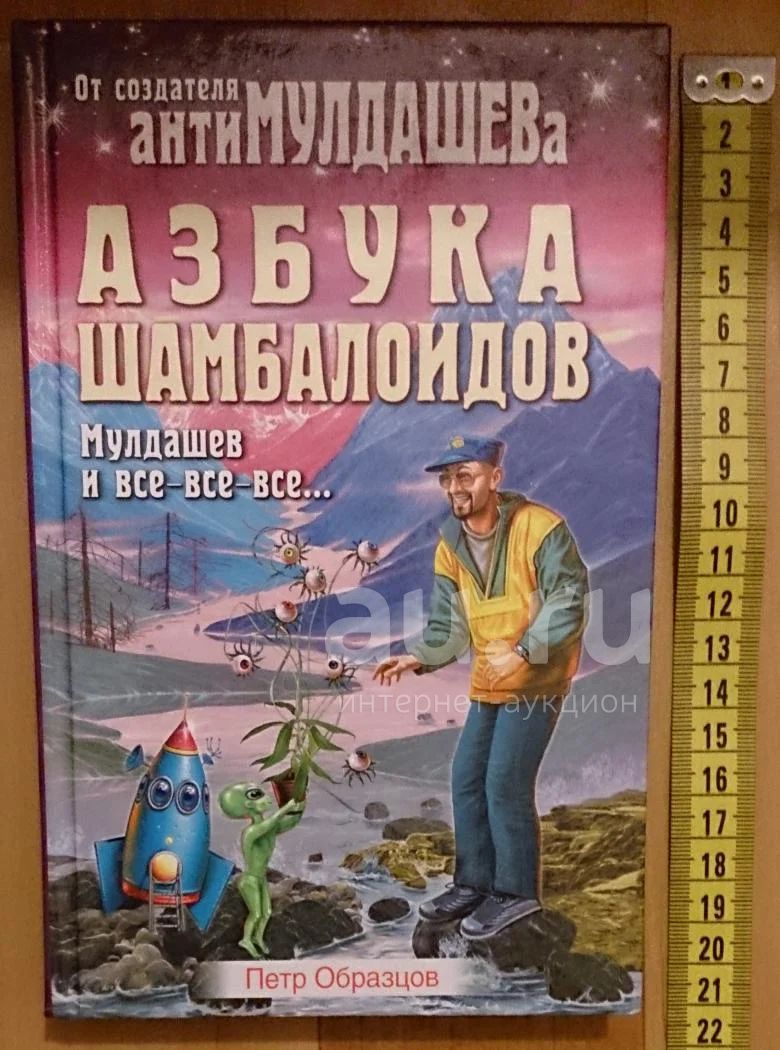 От создателя
антиМУЛДАШЕВа
АЗБУКА
ШАМБАЛОИДОВ
Мулдашев
и все-все-все...
au.ru
интернет аукцион
Петр Образцов
1
2
3
4
5
6
7
8
9
10
11
12
13
14
15
16
17
18
19
20
21
22